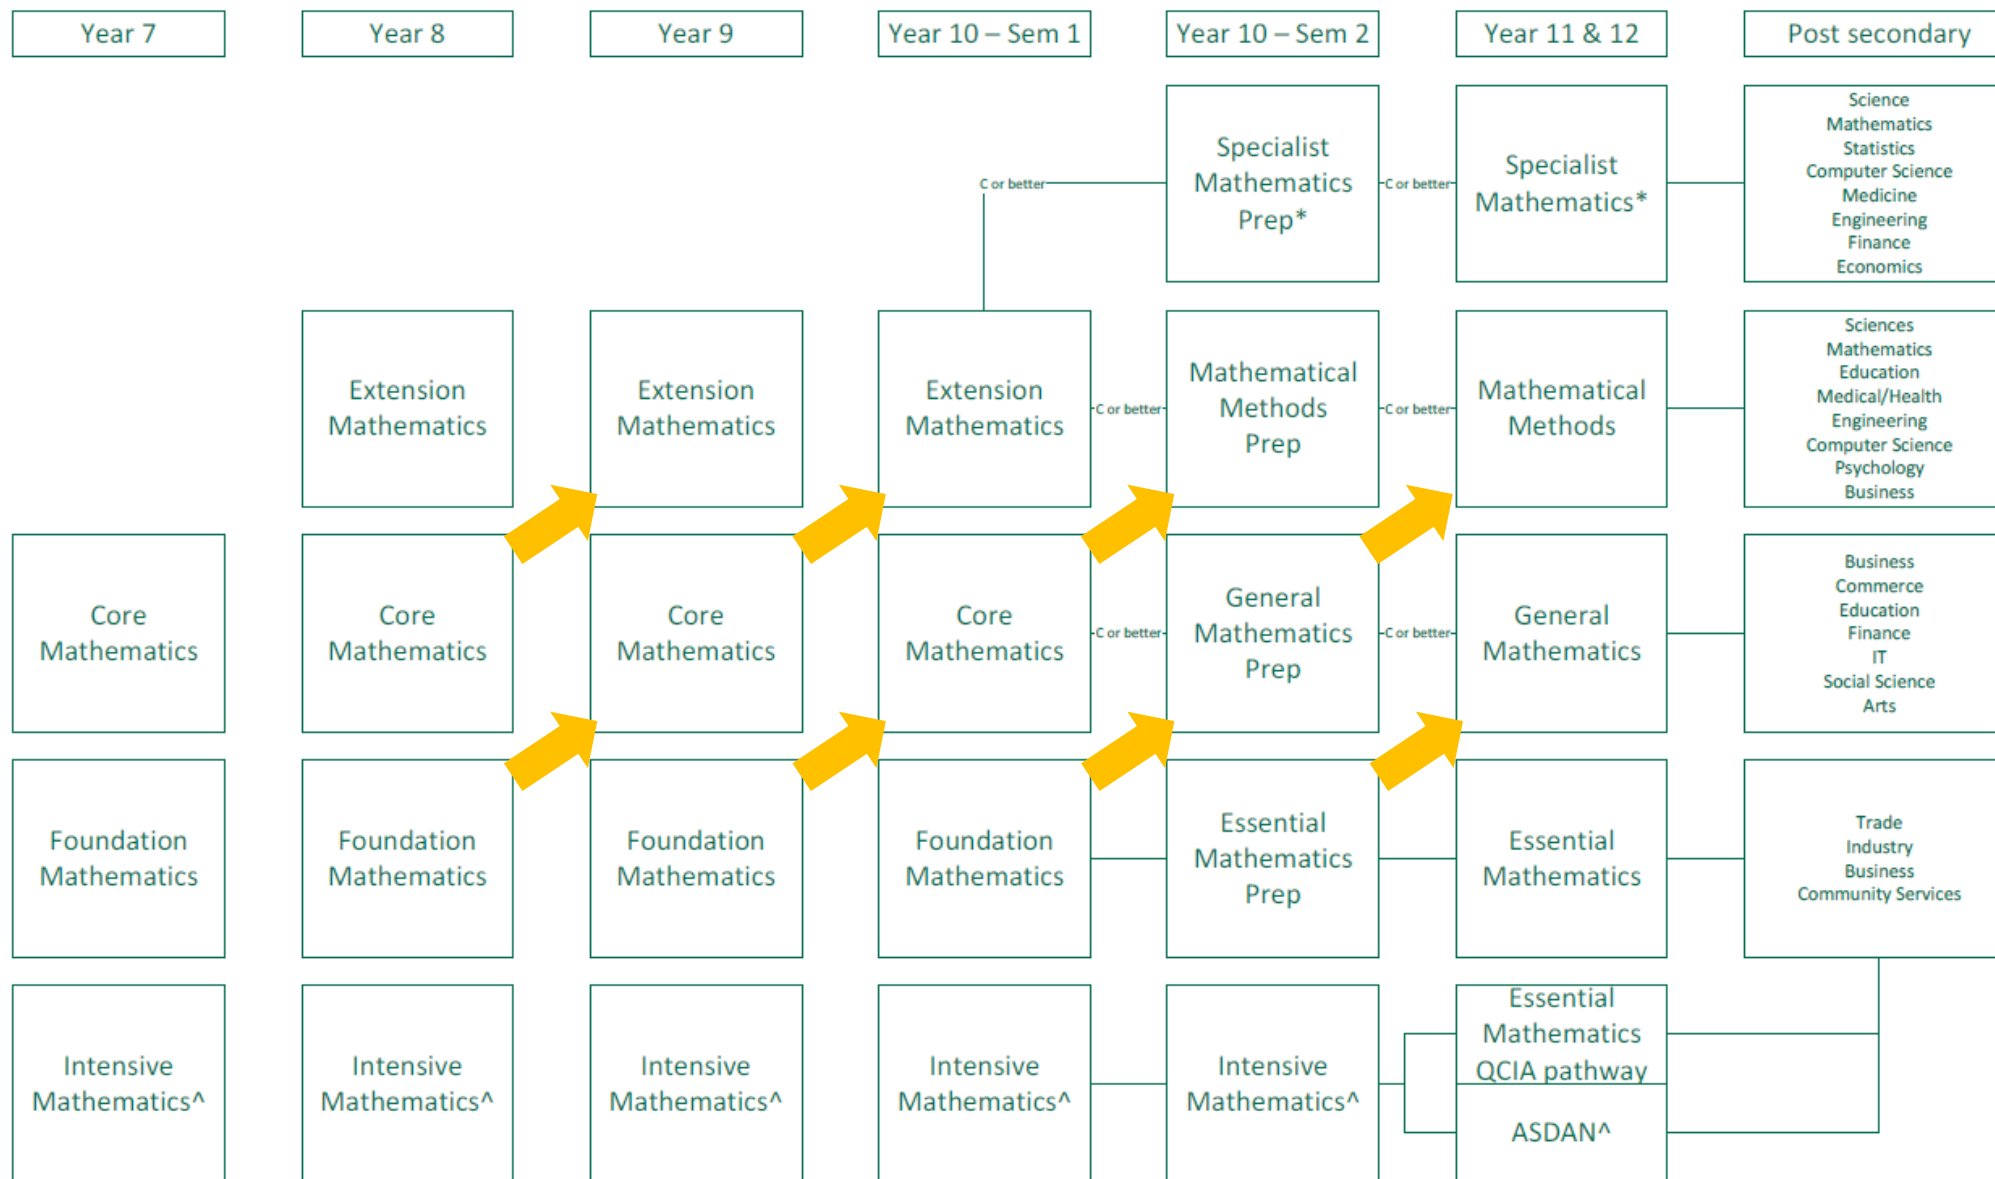 Year 7
Year 8
Year 9
Year 10 – Sem 1
Year 10 – Sem 2
Year 11 & 12
Post secondary
Specialist
Mathematics
Prep*
Specialist
Mathematics*
Science
Mathematics
Statistics
Computer Science
Medicine
Engineering
Finance
Economics
C or better
C or better
Extension
Mathematics
Extension
Mathematics
Extension
Mathematics
C or better
Mathematical
Methods
Prep
C or better
Mathematical
Methods
Sciences
Mathematics
Education
Medical/Health
Engineering
Computer Science
Psychology
Business
Core
Mathematics
Core
Mathematics
Core
Mathematics
Core
Mathematics
C or better
General
Mathematics
Prep
C or better
General
Mathematics
Business
Commerce
Education
Finance
IT
Social Science
Arts
Foundation
Mathematics
Foundation
Mathematics
Foundation
Mathematics
Foundation
Mathematics
Essential
Mathematics
Prep
Essential
Mathematics
Trade
Industry
Business
Community Services
Intensive
Mathematics^
Intensive
Mathematics^
Intensive
Mathematics^
Intensive
Mathematics^
Intensive
Mathematics^
Essential
Mathematics
QCIA pathway
ASDAN^